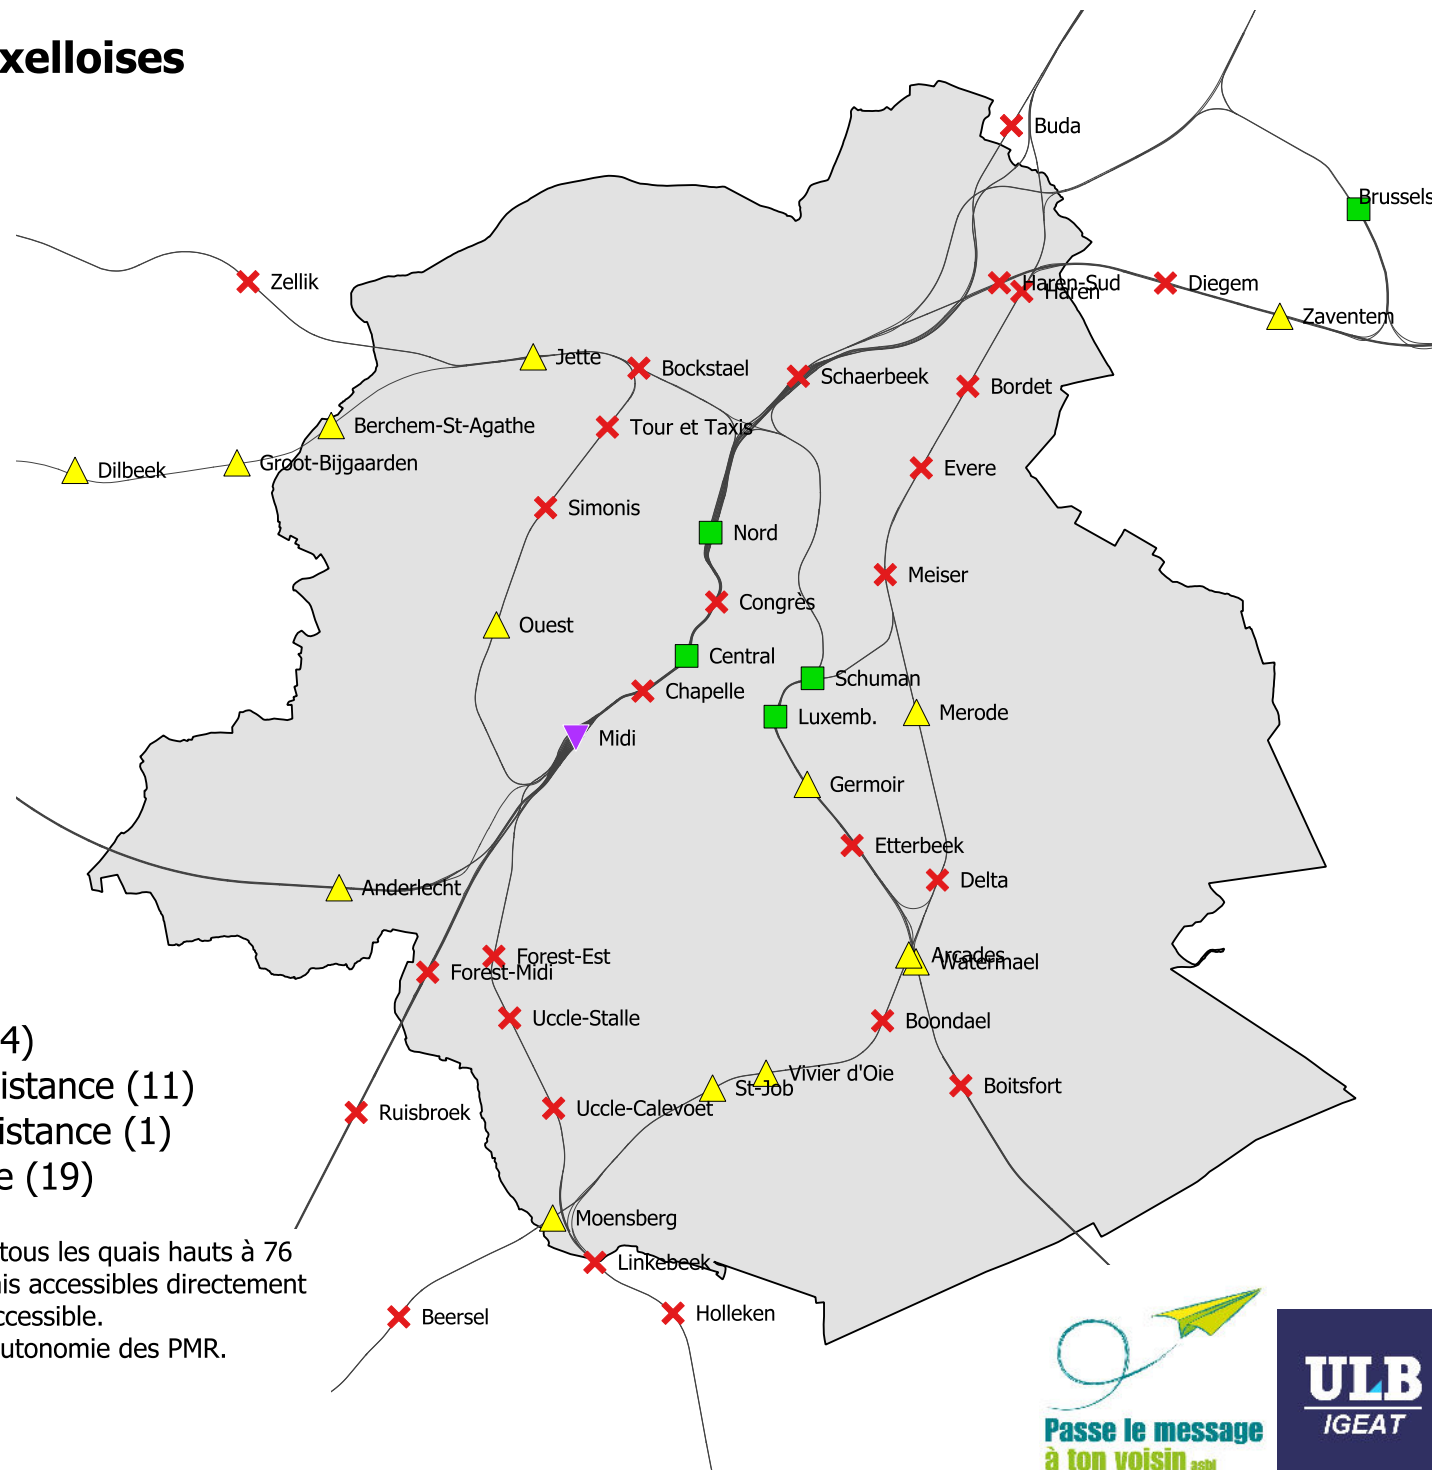 xelloises
Buda
Brussels
Zellik
Haren-Sud
Haren
Diegem
Zaventem
Jette
Bockstael
Schaerbeek
Bordet
Berchem-St-Agathe
Tour et Taxis
Groot-Bijgaarden
Dilbeek
Evere
Simonis
Nord
Meiser
Congrès
Ouest
Central
Schuman
Chapelle
Luxemb.
Merode
Midi
Germoir
Etterbeek
Delta
Anderlecht
Forest-Est
Arcades
Watermael
Forest-Midi
Uccle-Stalle
Boondael
4)
Vivier d'Oie
istance (11)
St-Job
Boitsfort
Uccle-Calevoet
Ruisbroek
istance (1)
e (19)
Moensberg
tous les quais hauts à 76
Linkebeek
is accessibles directement
Holleken
Beersel
ccessible.
utonomie des PMR.
Passe le message
à ton voisin asbl
ULB
IGEAT